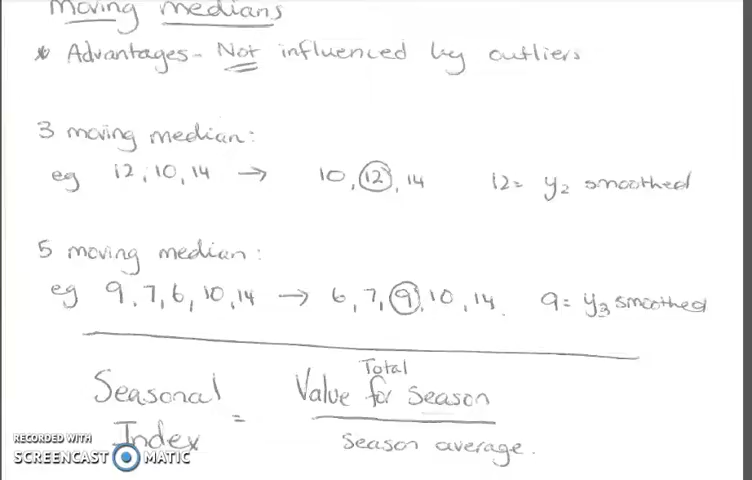 Moving medians
* Advantages - Not influenced by outliers
3 moving median:
eg 12, 10, 14 → 10, 12, 14 12= y2 smoothed
5 moving median:
eg 9, 7, 6, 10, 14 → 6, 7, 9, 10, 14. 9= y3 smoothed
Total
Seasonal Index = Value for season
season average.
RECORDED WITH
SCREENCAST MATIC